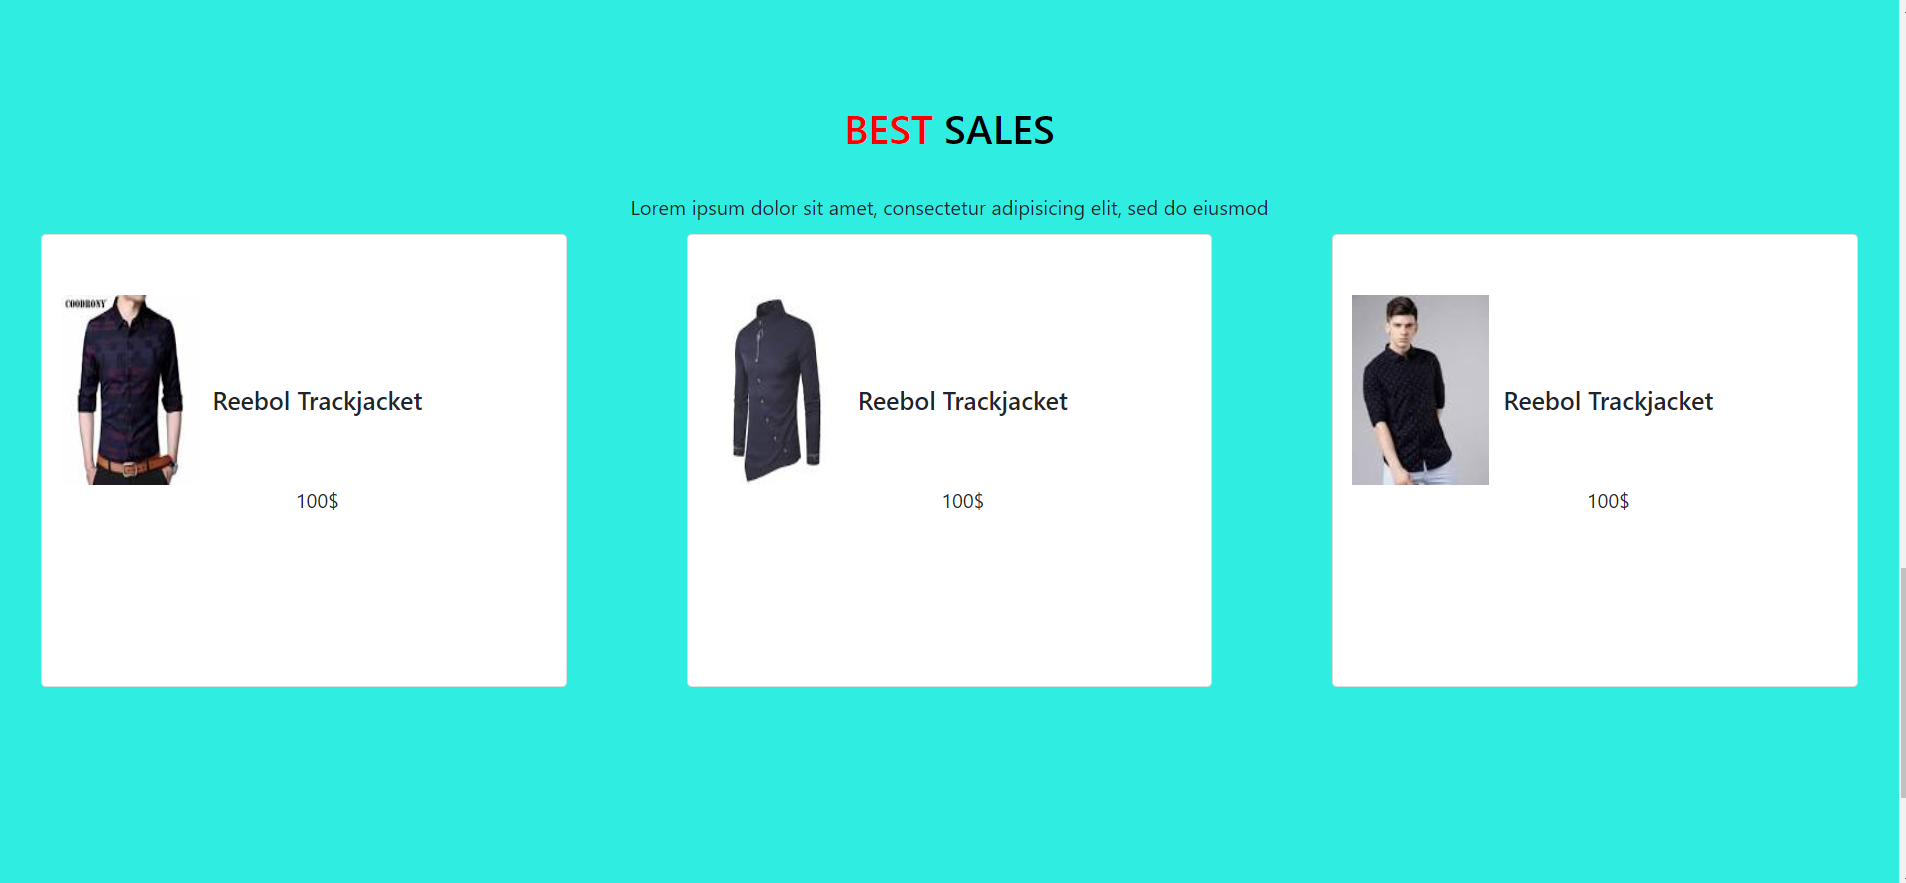 BEST SALES
Lorem ipsum dolor sit amet, consectetur adipisicing elit, sed do eiusmod
COODRONY
Reebol Trackjacket
100$
Reebol Trackjacket
100$
Reebol Trackjacket
100$